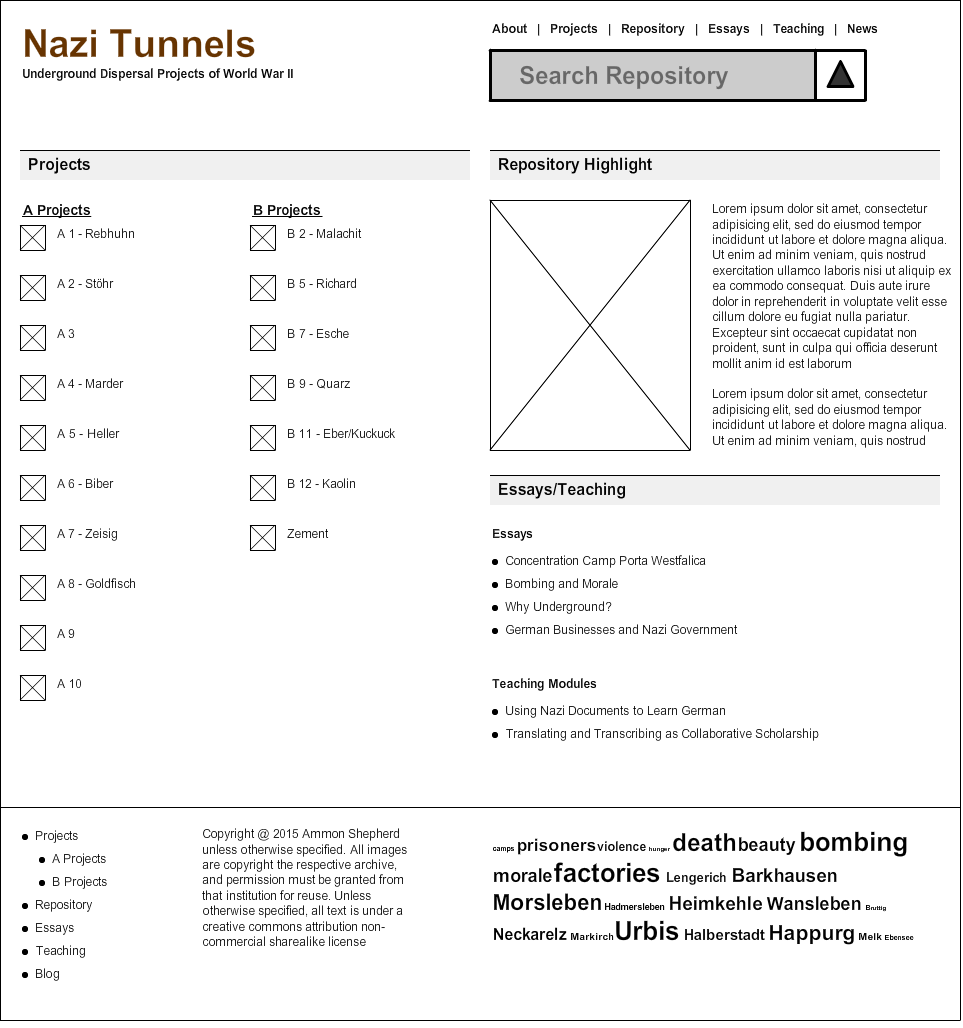 Nazi Tunnels
Underground Dispersal Projects of World War II
About | Projects | Repository | Essays | Teaching | News
Search Repository
Projects
A Projects
A 1 - Rebhuhn
A 2 - Stöhr
A 3
A 4 - Marder
A 5 - Heller
A 6 - Biber
A 7 - Zeisig
A 8 - Goldfisch
A 9
A 10
B Projects
B 2 - Malachit
B 5 - Richard
B 7 - Esche
B 9 - Quarz
B 11 - Eber/Kuckuck
B 12 - Kaolin
Zement
Repository Highlight
Lorem ipsum dolor sit amet, consectetur
adipisicing elit, sed do eiusmod tempor
incididunt ut labore et dolore magna aliqua.
Ut enim ad minim veniam, quis nostrud
exercitation ullamco laboris nisi ut aliquip ex
ea commodo consequat. Duis aute irure
dolor in reprehenderit in voluptate velit esse
cillum dolore eu fugiat nulla pariatur.
Excepteur sint occaecat cupidatat non
proident, sunt in culpa qui officia deserunt
mollit anim id est laborum
Lorem ipsum dolor sit amet, consectetur
adipisicing elit, sed do eiusmod tempor
incididunt ut labore et dolore magna aliqua.
Ut enim ad minim veniam, quis nostrud
Essays/Teaching
Essays
Concentration Camp Porta Westfalica
Bombing and Morale
Why Underground?
German Businesses and Nazi Government
Teaching Modules
Using Nazi Documents to Learn German
Translating and Transcribing as Collaborative Scholarship
Projects
A Projects
B Projects
Repository
Essays
Teaching
Blog
Copyright @ 2015 Ammon Shepherd
unless otherwise specified. All images
are copyright the respective archive,
and permission must be granted from
that institution for reuse. Unless
otherwise specified, all text is under a
creative commons attribution non-
commercial sharealike license
camps prisoners violence hunger death beauty bombing
morale factories Lengerich Barkhausen
Morsleben Hadmersleben Heimkehle Wansleben Bruttig
Neckarelz Markirch Urbis Halberstadt Happurg Melk Ebensee